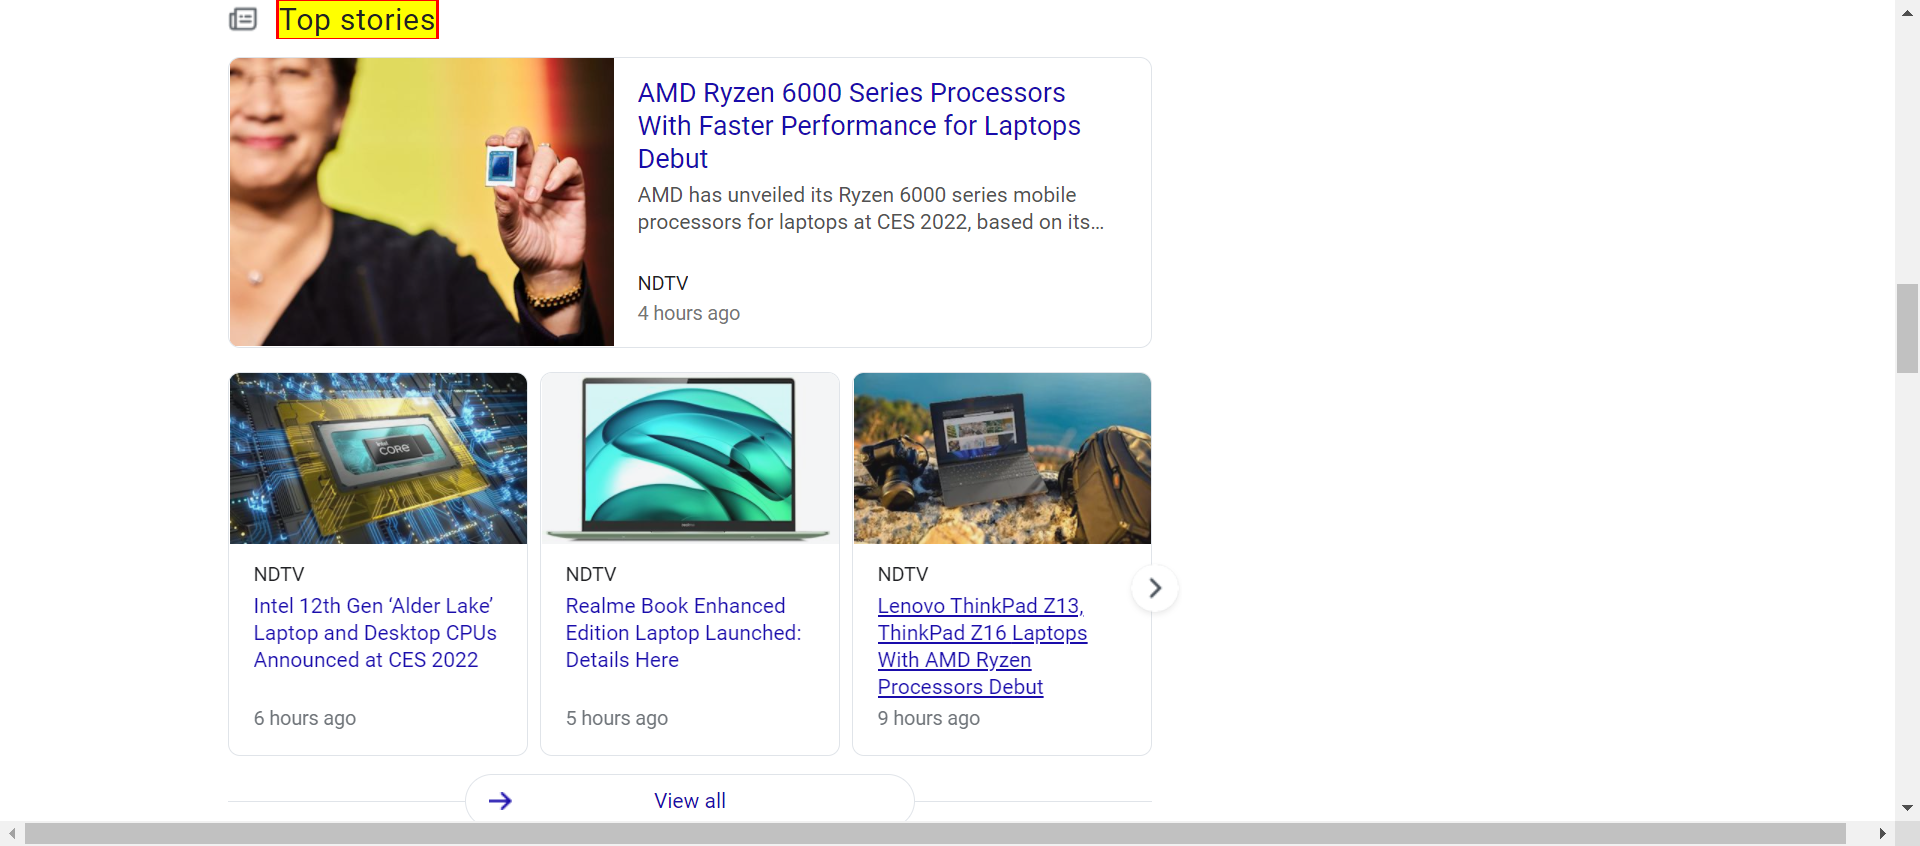 Top stories
AMD Ryzen 6000 Series Processors
With Faster Performance for Laptops
Debut
AMD has unveiled its Ryzen 6000 series mobile
processors for laptops at CES 2022, based on its...
NDTV
4 hours ago
intel
CORE
NDTV
Intel 12th Gen ‘Alder Lake’
Laptop and Desktop CPUs
Announced at CES 2022
6 hours ago
NDTV
Realme Book Enhanced
Edition Laptop Launched:
Details Here
5 hours ago
NDTV
Lenovo ThinkPad Z13,
ThinkPad Z16 Laptops
With AMD Ryzen
Processors Debut
9 hours ago
View all